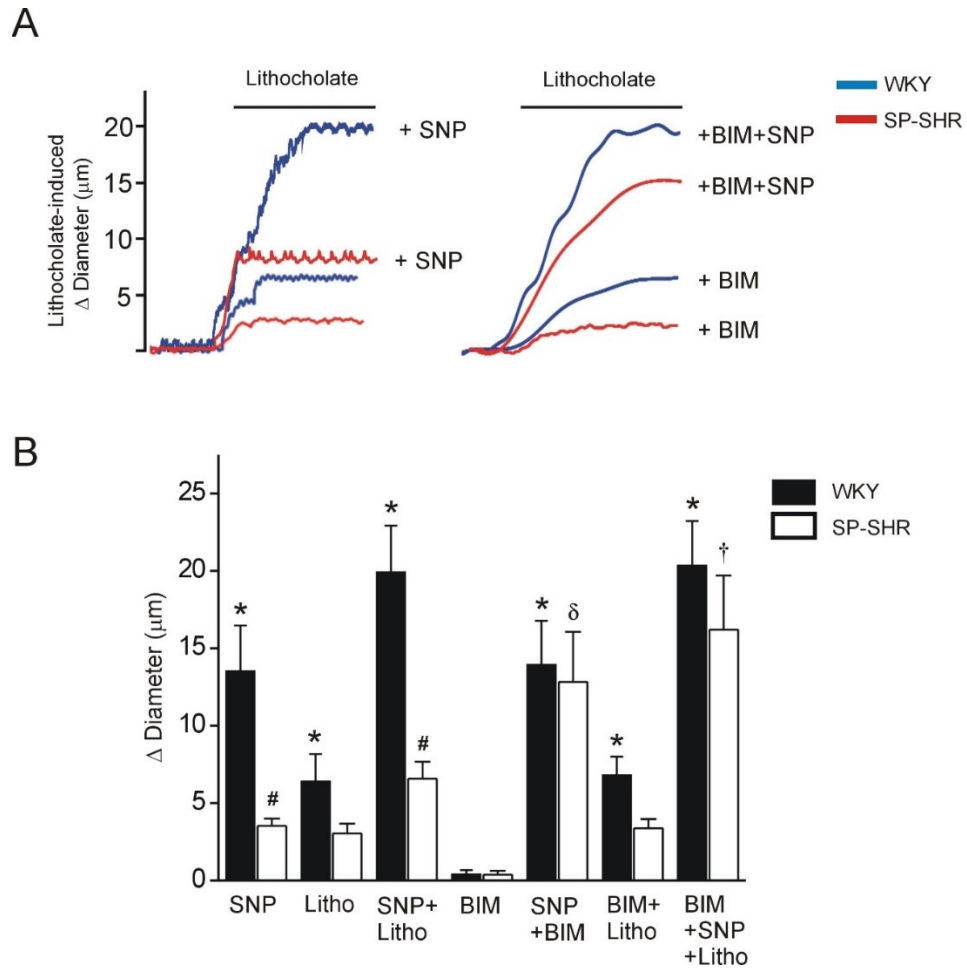 A
Lithocholate
Lithocholate
WKY
SP-SHR
Lithocholate-induced
Δ Diameter (μm)
20
15
10
5
+ SNP
+ SNP
+BIM+SNP
+BIM+SNP
+ BIM
+ BIM
B
WKY
SP-SHR
Δ Diameter (μm)
25
20
15
10
5
0
*
#
*
*
#
*
δ
*
*
†
SNP
Litho
SNP+
Litho
BIM
SNP
+BIM
BIM+
Litho
BIM
+SNP
+Litho